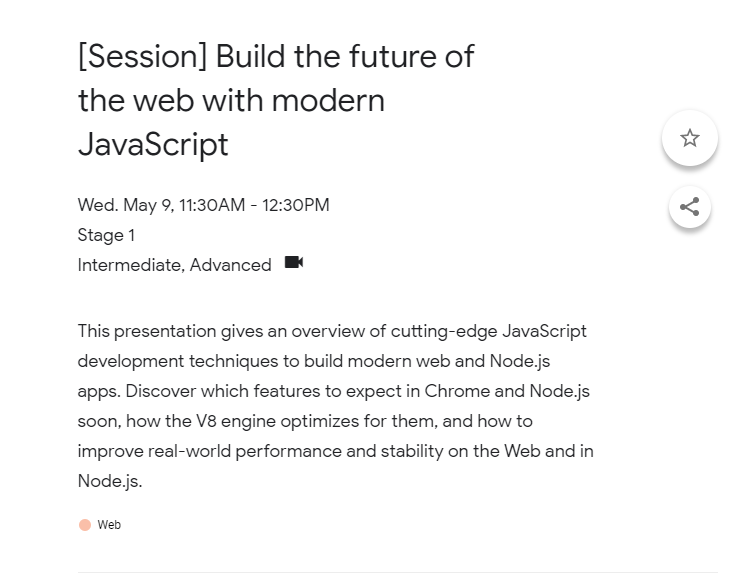 [Session] Build the future of
the web with modern
JavaScript
Wed. May 9, 11:30AM - 12:30PM
Stage 1
Intermediate, Advanced
This presentation gives an overview of cutting-edge JavaScript
development techniques to build modern web and Node.js
apps. Discover which features to expect in Chrome and Node.js
soon, how the V8 engine optimizes for them, and how to
improve real-world performance and stability on the Web and in
Node.js.
Web